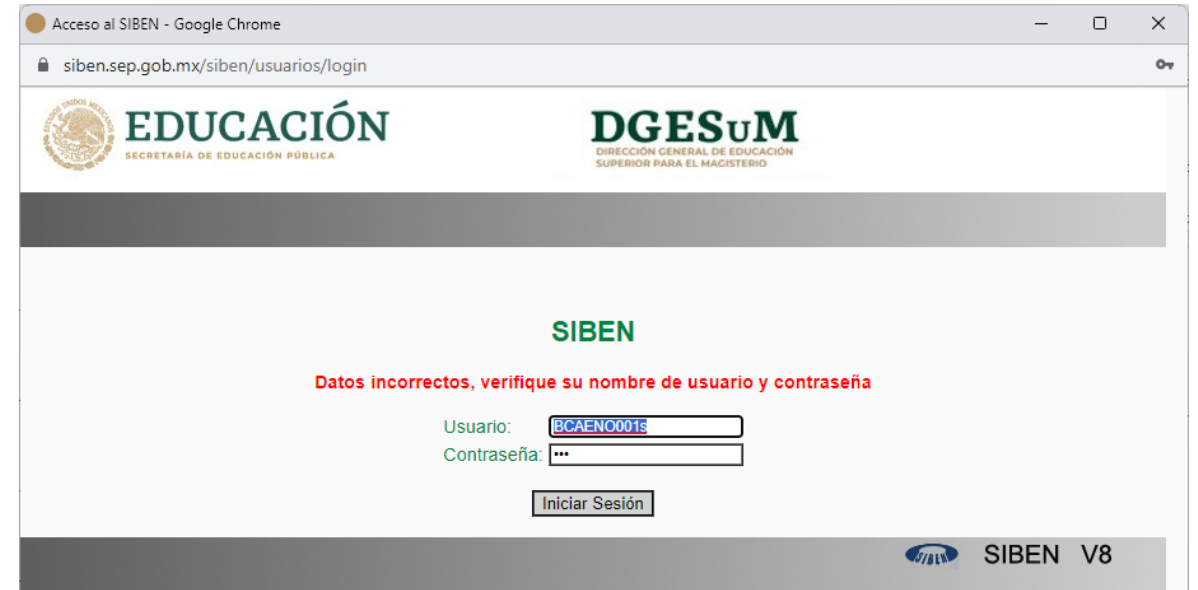 Acceso al SIBEN - Google Chrome
siben.sep.gob.mx/siben/usuarios/login
EDUCACIÓN
SECRETARÍA DE EDUCACIÓN PÚBLICA
DGESUM
DIRECCIÓN GENERAL DE EDUCACIÓN
SUPERIOR PARA EL MAGISTERIO
SIBEN
Datos incorrectos, verifique su nombre de usuario y contraseña
Usuario: BCAENO001s
Contraseña: •••
Iniciar Sesión
SIBEN SIBEN V8